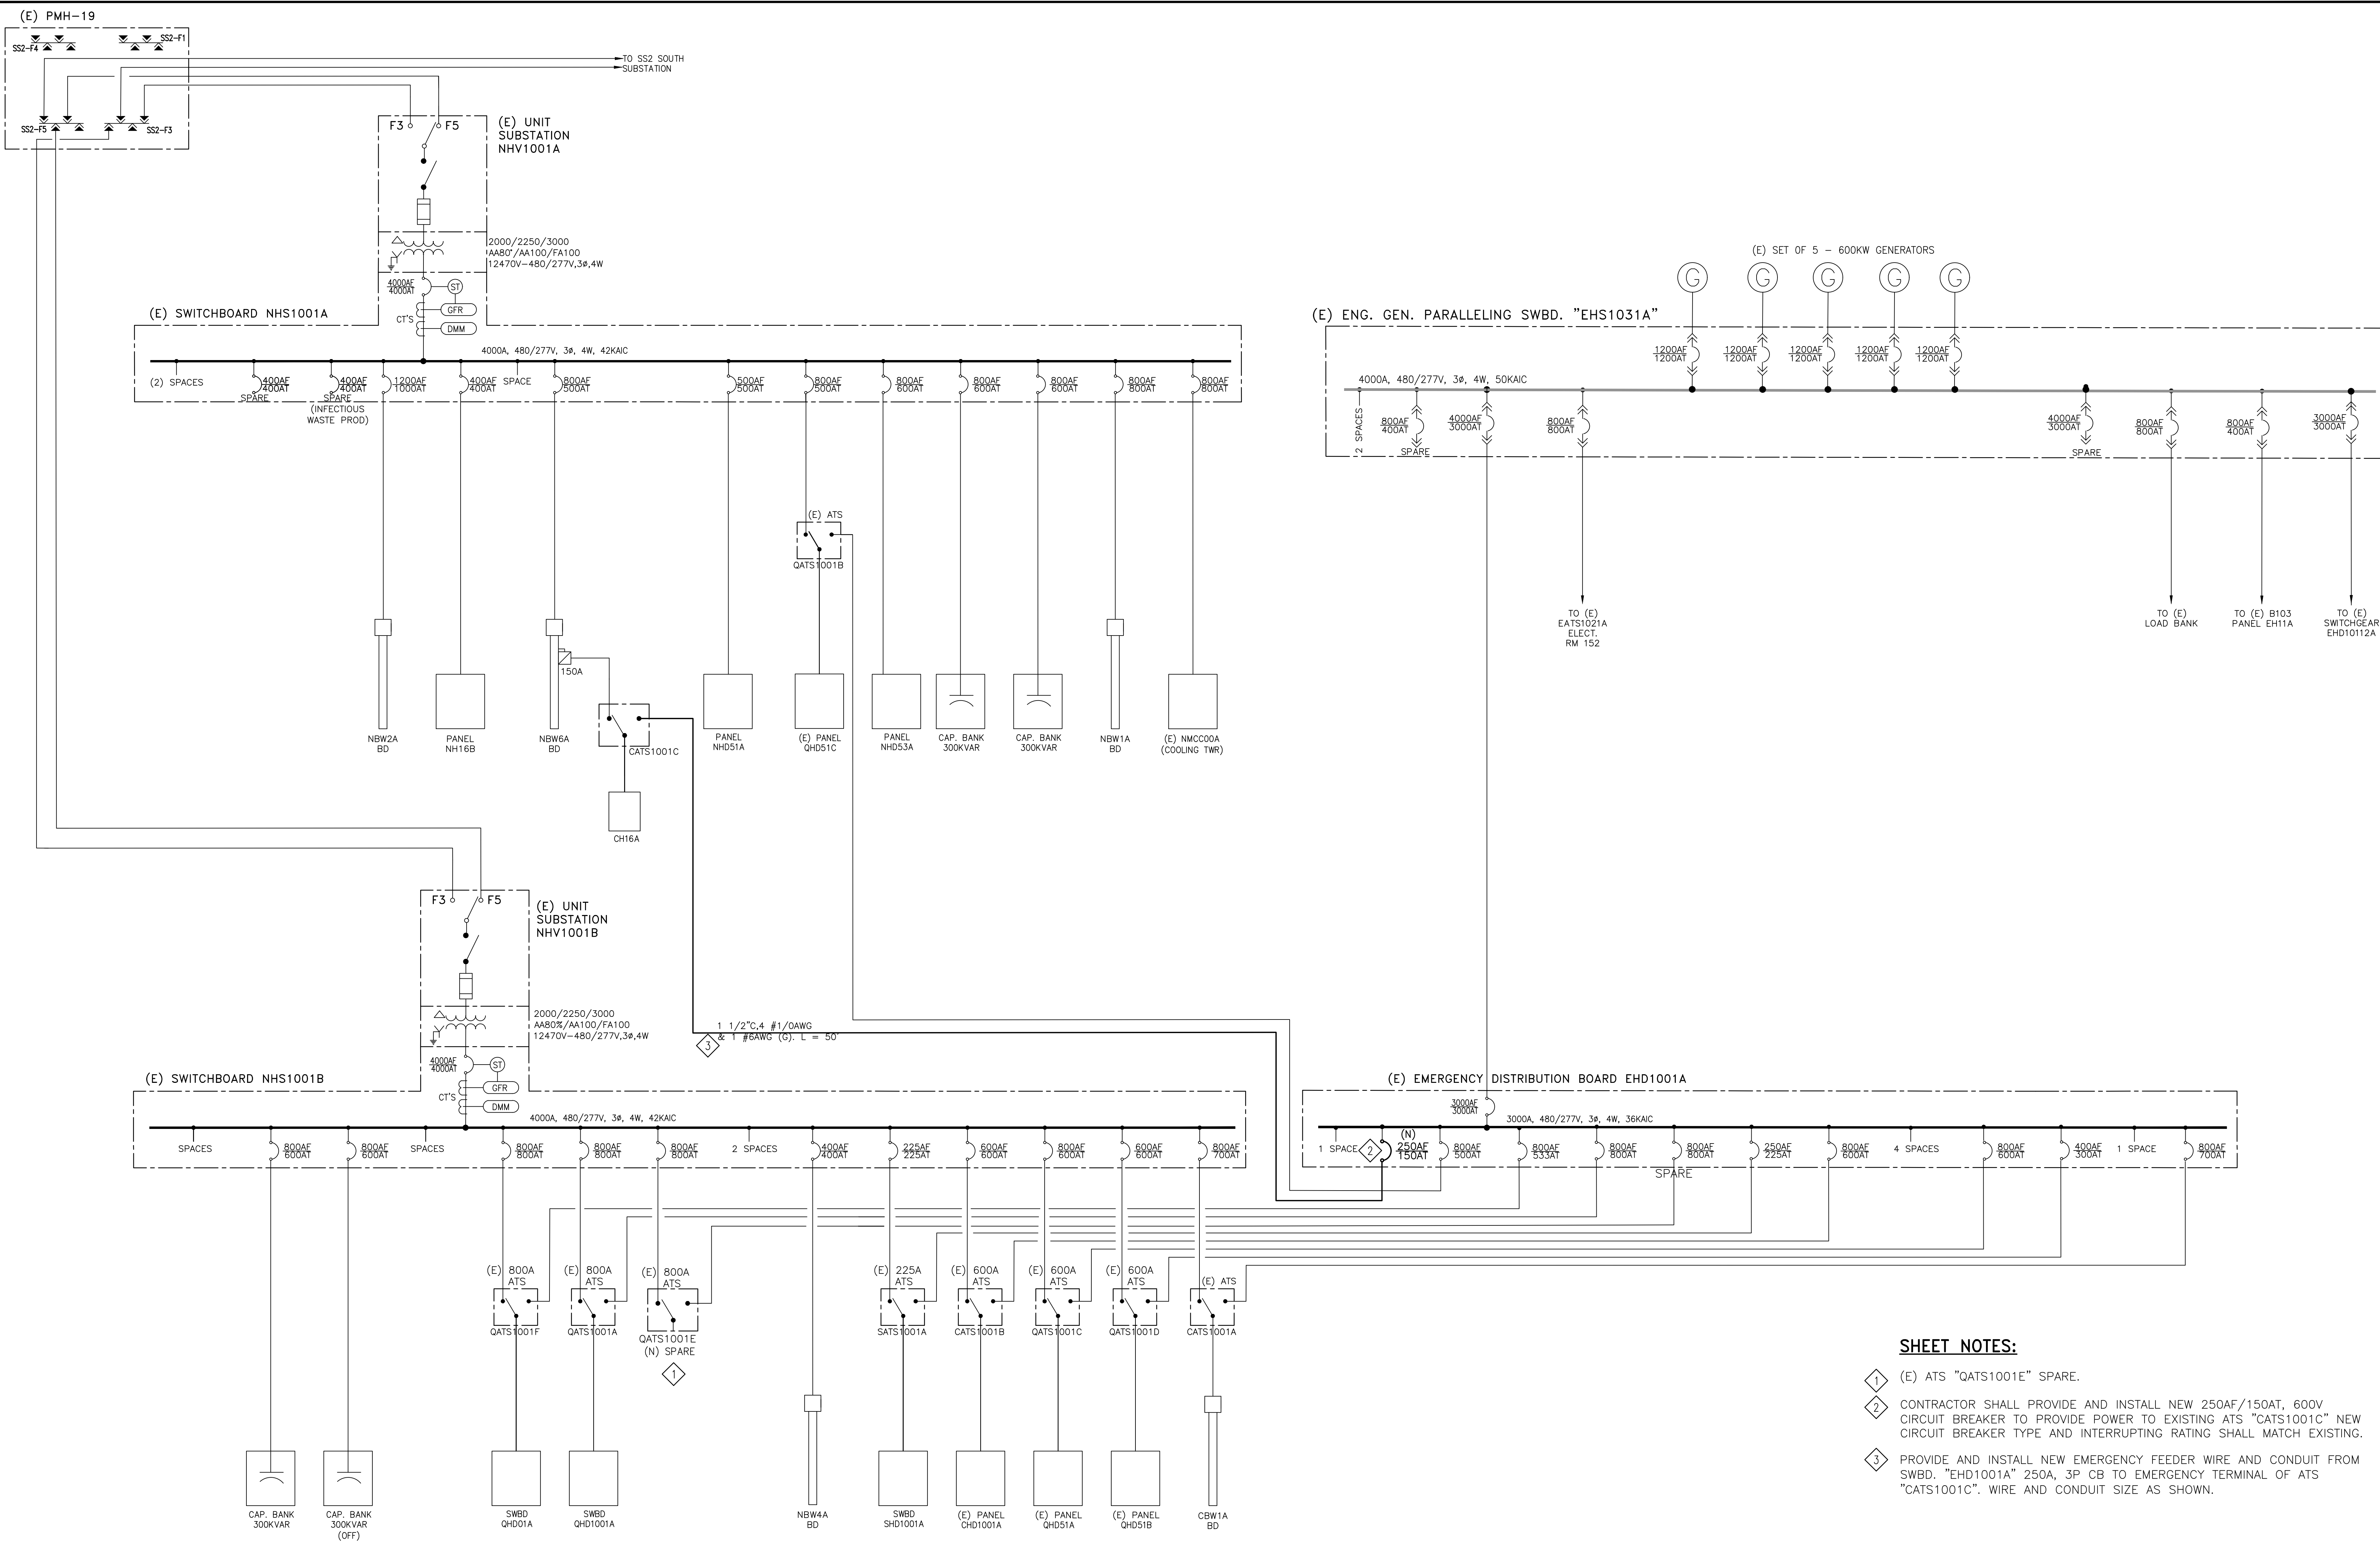 (E) PMH-19
SS2-F4
SS2-F1
TO SS2 SOUTH
SUBSTATION
SS2-F5
SS2-F3
F3
F5
(E) UNIT
SUBSTATION
NHV1001A
2000/2250/3000
AA80°/AA100/FA100
12470V-480/277V,3ø,4W
4000AF
4000AT
ST
GFR
CT'S
DMM
(E) SWITCHBOARD NHS1001A
4000A, 480/277V, 3ø, 4W, 42KAIC
(2) SPACES
400AF
400AT
SPARE
400AF
400AT
SPARE
(INFECTIOUS
WASTE PROD)
1200AF
1000AT
400AF
400AT
SPACE
800AF
500AT
500AF
500AT
800AF
500AT
800AF
600AT
800AF
600AT
800AF
600AT
800AF
800AT
800AF
800AT
(E) ATS
QATS1001B
150A
CATS1001C
CH16A
NBW2A
BD
PANEL
NH16B
NBW6A
BD
PANEL
NHD51A
(E) PANEL
QHD51C
PANEL
NHD53A
CAP. BANK
300KVAR
CAP. BANK
300KVAR
NBW1A
BD
(E) NMCC00A
(COOLING TWR)
(E) SET OF 5 - 600KW GENERATORS
G
G
G
G
G
(E) ENG. GEN. PARALLELING SWBD. "EHS1031A"
1200AF
1200AT
1200AF
1200AT
1200AF
1200AT
1200AF
1200AT
1200AF
1200AT
4000A, 480/277V, 3ø, 4W, 50KAIC
2 SPACES
800AF
400AT
SPARE
4000AF
3000AT
800AF
800AT
4000AF
3000AT
SPARE
800AF
800AT
800AF
400AT
3000AF
3000AT
TO (E)
EATS1021A
ELECT.
RM 152
TO (E)
LOAD BANK
TO (E) B103
PANEL EH11A
TO (E)
SWITCHGEAR
EHD10112A
F3
F5
(E) UNIT
SUBSTATION
NHV1001B
2000/2250/3000
AA80%/AA100/FA100
12470V-480/277V,3ø,4W
4000AF
4000AT
ST
GFR
CT'S
DMM
3
1 1/2"C,4 #1/0AWG
& 1 #6AWG (G). L = 50'
(E) SWITCHBOARD NHS1001B
4000A, 480/277V, 3ø, 4W, 42KAIC
SPACES
800AF
600AT
800AF
600AT
SPACES
800AF
800AT
800AF
800AT
800AF
800AT
2 SPACES
400AF
400AT
225AF
225AT
600AF
600AT
800AF
600AT
600AF
600AT
800AF
700AT
(E) EMERGENCY DISTRIBUTION BOARD EHD1001A
3000AF
3000AT
3000A, 480/277V, 3ø, 4W, 36KAIC
1 SPACE
2
(N)
250AF
150AT
800AF
500AT
800AF
533AT
800AF
800AT
800AF
800AT
SPARE
250AF
225AT
800AF
600AT
4 SPACES
800AF
600AT
400AF
300AT
1 SPACE
800AF
700AT
(E) 800A
ATS
QATS1001F
(E) 800A
ATS
QATS1001A
(E) 800A
ATS
QATS1001E
(N) SPARE
1
(E) 225A
ATS
SATS1001A
(E) 600A
ATS
CATS1001B
(E) 600A
ATS
QATS1001C
(E) 600A
ATS
QATS1001D
(E) ATS
CATS1001A
CAP. BANK
300KVAR
CAP. BANK
300KVAR
(OFF)
SWBD
QHD01A
SWBD
QHD1001A
NBW4A
BD
SWBD
SHD1001A
(E) PANEL
CHD1001A
(E) PANEL
QHD51A
(E) PANEL
QHD51B
CBW1A
BD
SHEET NOTES:
1 (E) ATS "QATS1001E" SPARE.
2 CONTRACTOR SHALL PROVIDE AND INSTALL NEW 250AF/150AT, 600V
CIRCUIT BREAKER TO PROVIDE POWER TO EXISTING ATS "CATS1001C" NEW
CIRCUIT BREAKER TYPE AND INTERRUPTING RATING SHALL MATCH EXISTING.
3 PROVIDE AND INSTALL NEW EMERGENCY FEEDER WIRE AND CONDUIT FROM
SWBD. "EHD1001A" 250A, 3P CB TO EMERGENCY TERMINAL OF ATS
"CATS1001C". WIRE AND CONDUIT SIZE AS SHOWN.